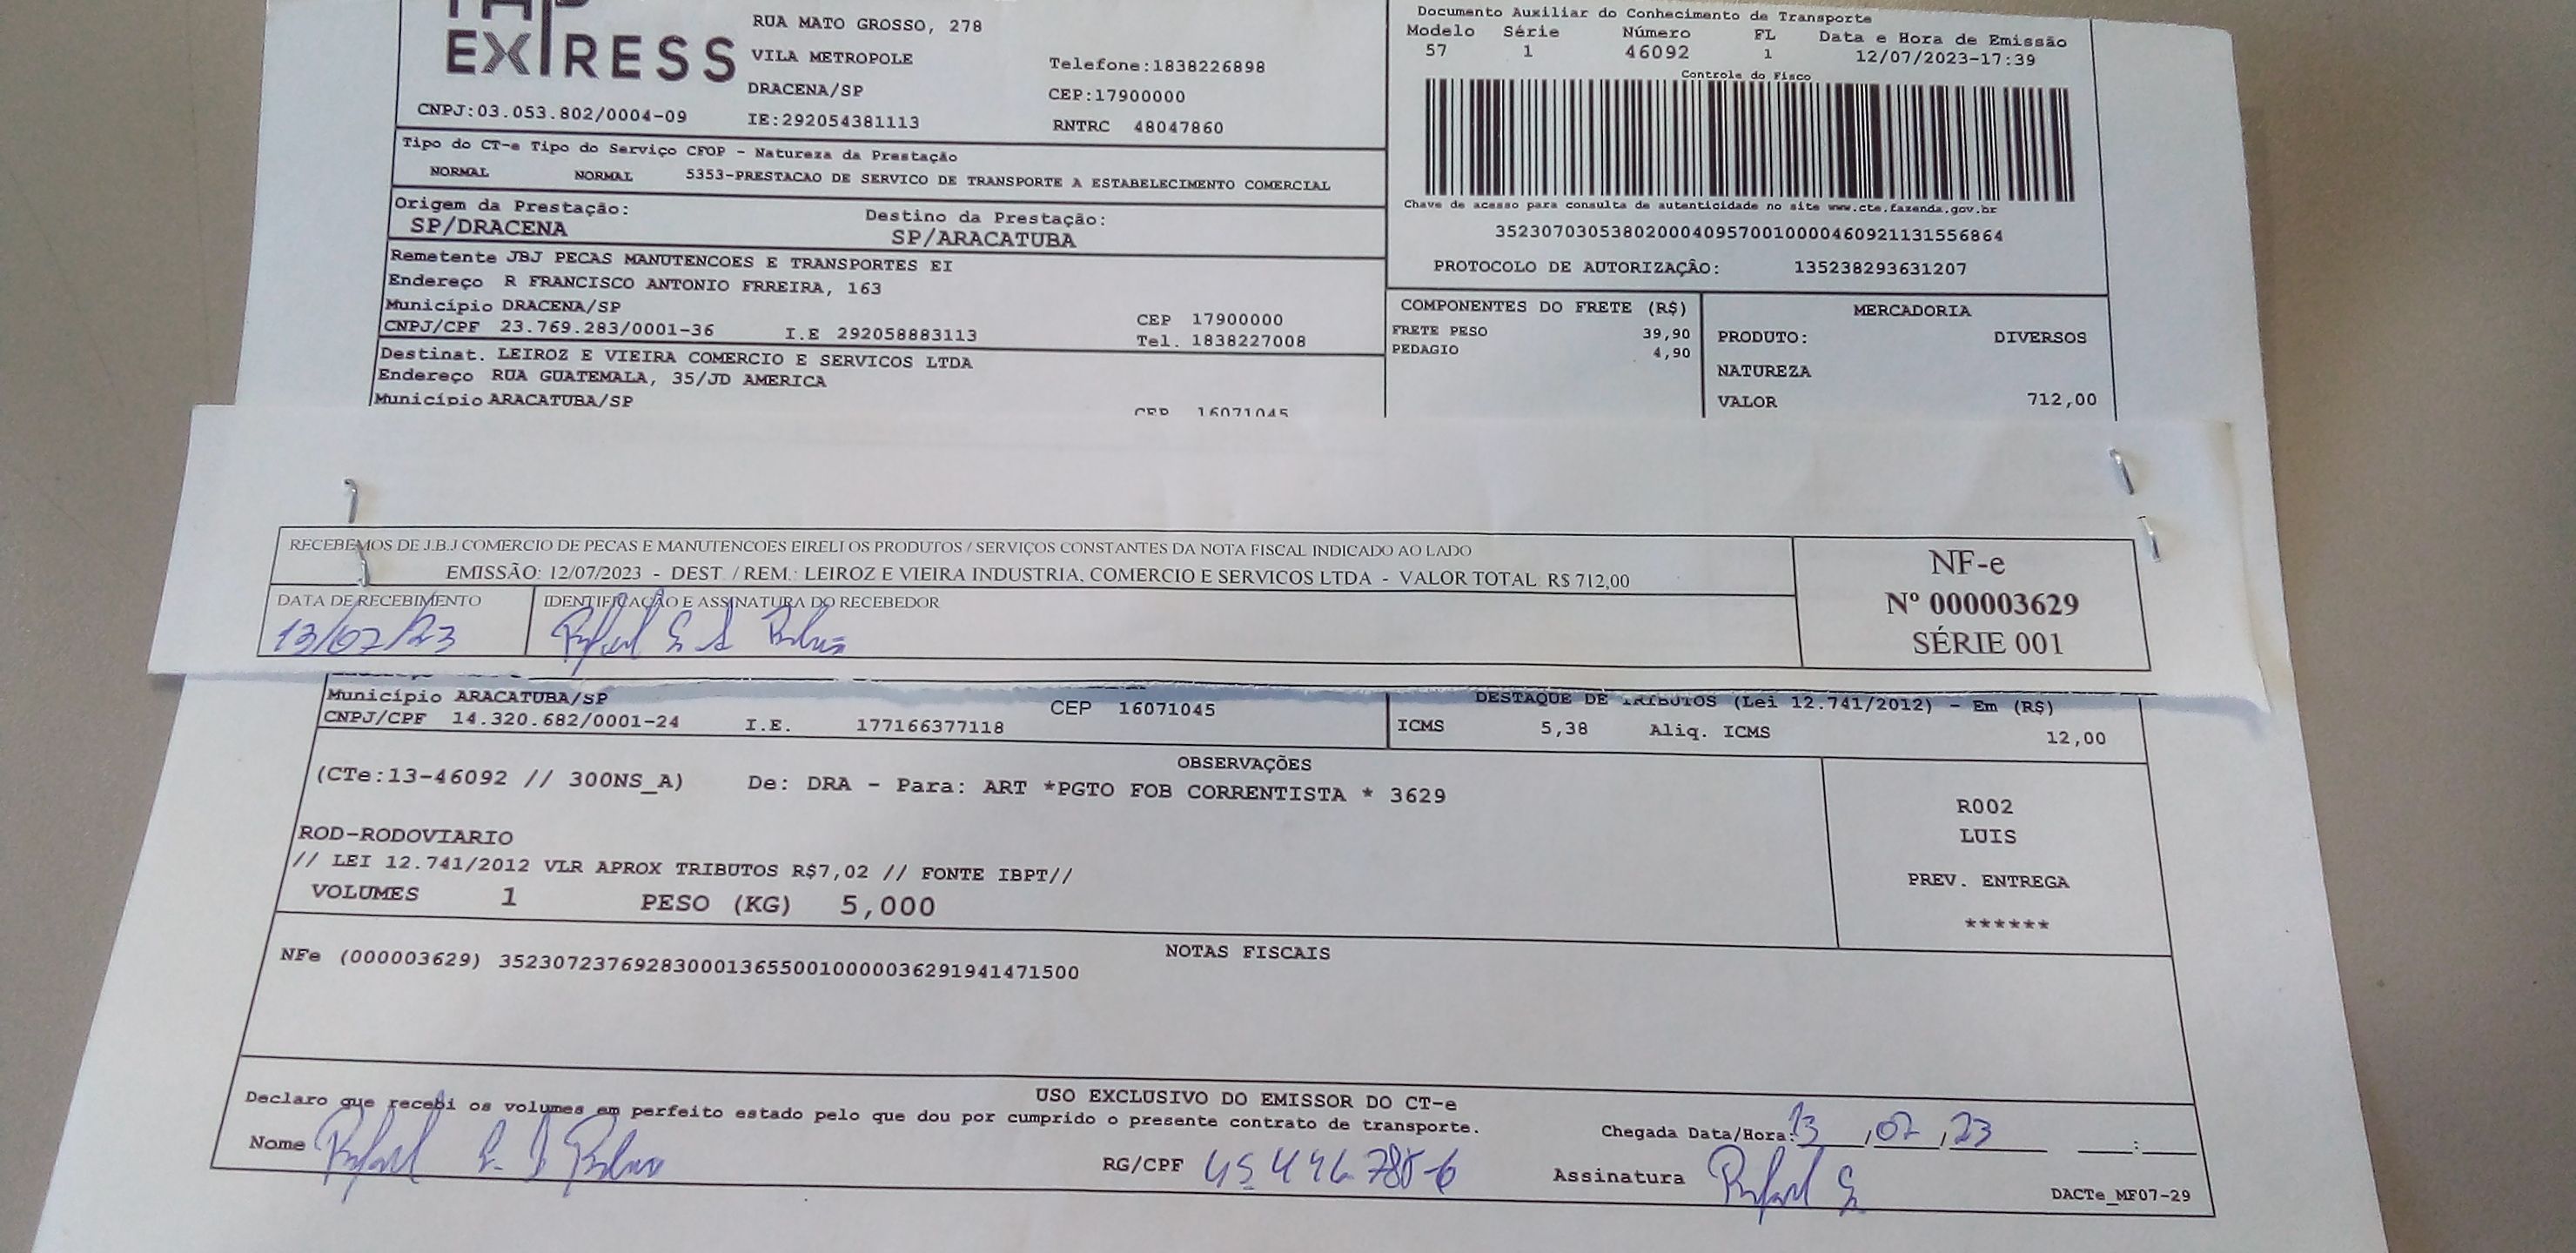 EXPRESS
RUA MATO GROSSO, 278
VILA METROPOLE
Telefone:1838226898
DRACENA/SP
CEP:17900000
CNPJ:03.053.802/0004-09
IE:292054381113
RNTRC 48047860
Documento Auxiliar do Conhecimento de Transporte
Modelo Série Número FL Data e Hora de Emissão
57 1 46092 1 12/07/2023-17:39
Controle do Fisco
Chave de acesso para consulta de autenticidade no site www.cte.fazenda.gov.br
35230703053802000409570010000460921131556864
PROTOCOLO DE AUTORIZAÇÃO: 135238293631207
Tipo do CT-e Tipo do Serviço CFOP - Natureza da Prestação
NORMAL NORMAL 5353-PRESTACAO DE SERVICO DE TRANSPORTE A ESTABELECIMENTO COMERCIAL
Origem da Prestação: Destino da Prestação:
SP/DRACENA SP/ARACATUBA
Remetente JBJ PECAS MANUTENCOES E TRANSPORTES EI
Endereço R FRANCISCO ANTONIO FRREIRA, 163
Município DRACENA/SP CEP 17900000
CNPJ/CPF 23.769.283/0001-36 I.E 292058883113 Tel. 1838227008
Destinat. LEIROZ E VIEIRA COMERCIO E SERVICOS LTDA
Endereço RUA GUATEMALA, 35/JD AMERICA
Município ARACATUBA/SP CEP 16071045
COMPONENTES DO FRETE (R$)
FRETE PESO 39,90
PEDAGIO 4,90
MERCADORIA
PRODUTO: DIVERSOS
NATUREZA
VALOR 712,00
RECEBEMOS DE J.B.J COMERCIO DE PECAS E MANUTENCOES EIRELI OS PRODUTOS / SERVIÇOS CONSTANTES DA NOTA FISCAL INDICADO AO LADO
EMISSÃO: 12/07/2023 - DEST. / REM.: LEIROZ E VIEIRA INDUSTRIA, COMERCIO E SERVICOS LTDA - VALOR TOTAL: R$ 712,00
DATA DE RECEBIMENTO IDENTIFICAÇÃO E ASSINATURA DO RECEBEDOR
13/07/23 Rafael
NF-e
Nº 000003629
SÉRIE 001
Município ARACATUBA/SP CEP 16071045
CNPJ/CPF 14.320.682/0001-24 I.E. 177166377118
DESTAQUE DE TRIBUTOS (Lei 12.741/2012) - Em (R$)
ICMS 5,38 Aliq. ICMS 12,00
OBSERVAÇÕES
(CTe:13-46092 // 300NS_A) De: DRA - Para: ART *PGTO FOB CORRENTISTA * 3629
ROD-RODOVIARIO
// LEI 12.741/2012 VLR APROX TRIBUTOS R$7,02 // FONTE IBPT//
VOLUMES 1 PESO (KG) 5,000
R002
LUIS
PREV. ENTREGA
******
NOTAS FISCAIS
NFe (000003629) 35230723769283000136550010000036291941471500
USO EXCLUSIVO DO EMISSOR DO CT-e
Declaro que recebi os volumes em perfeito estado pelo que dou por cumprido o presente contrato de transporte.
Chegada Data/Hora: 13/07/23 :
Nome Rafael
RG/CPF
Assinatura Rafael
DACTe_MF07-29